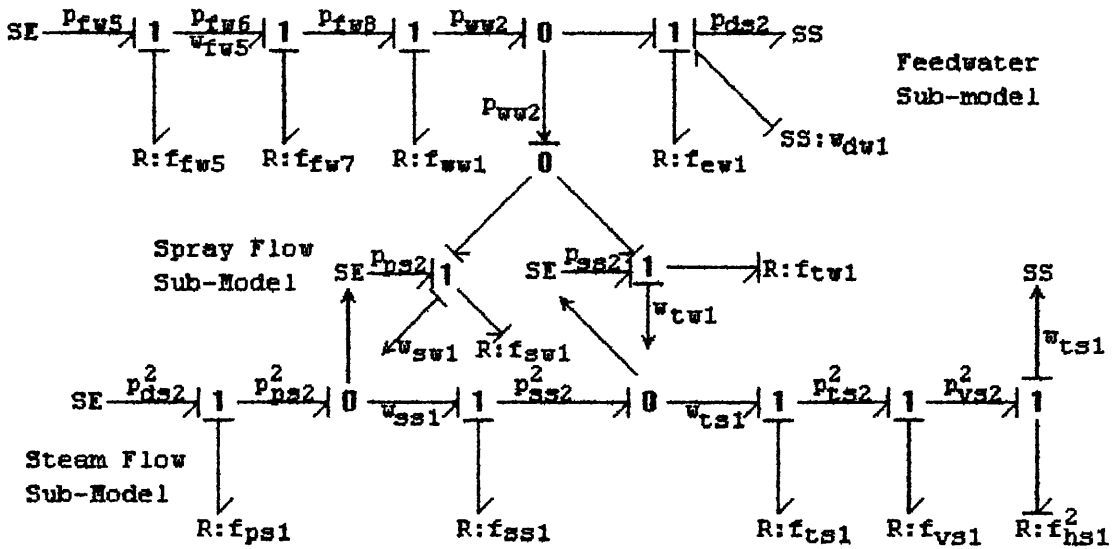 SE p_fw5 1 p_fw6 w_fw5 1 p_fw8 1 p_ww2 0 1 p_ds2 SS
Feedwater
Sub-model
p_ww2
SS:w_dw1
R:f_fw5 R:f_fw7 R:f_ww1 0 R:f_ew1
Spray Flow
Sub-Model
SE p_ps2 1 SE p_ss2 1 R:f_tw1 SS
w_tw1
w_sw1 R:f_sw1 w_ts1
SE p²_ds2 1 p²_ps2 0 w_ss1 1 p²_ss2 0 w_ts1 1 p²_ts2 1 p²_vs2 1
Steam Flow
Sub-Model
R:f_ps1 R:f_ss1 R:f_ts1 R:f_vs1 R:f²_hs1